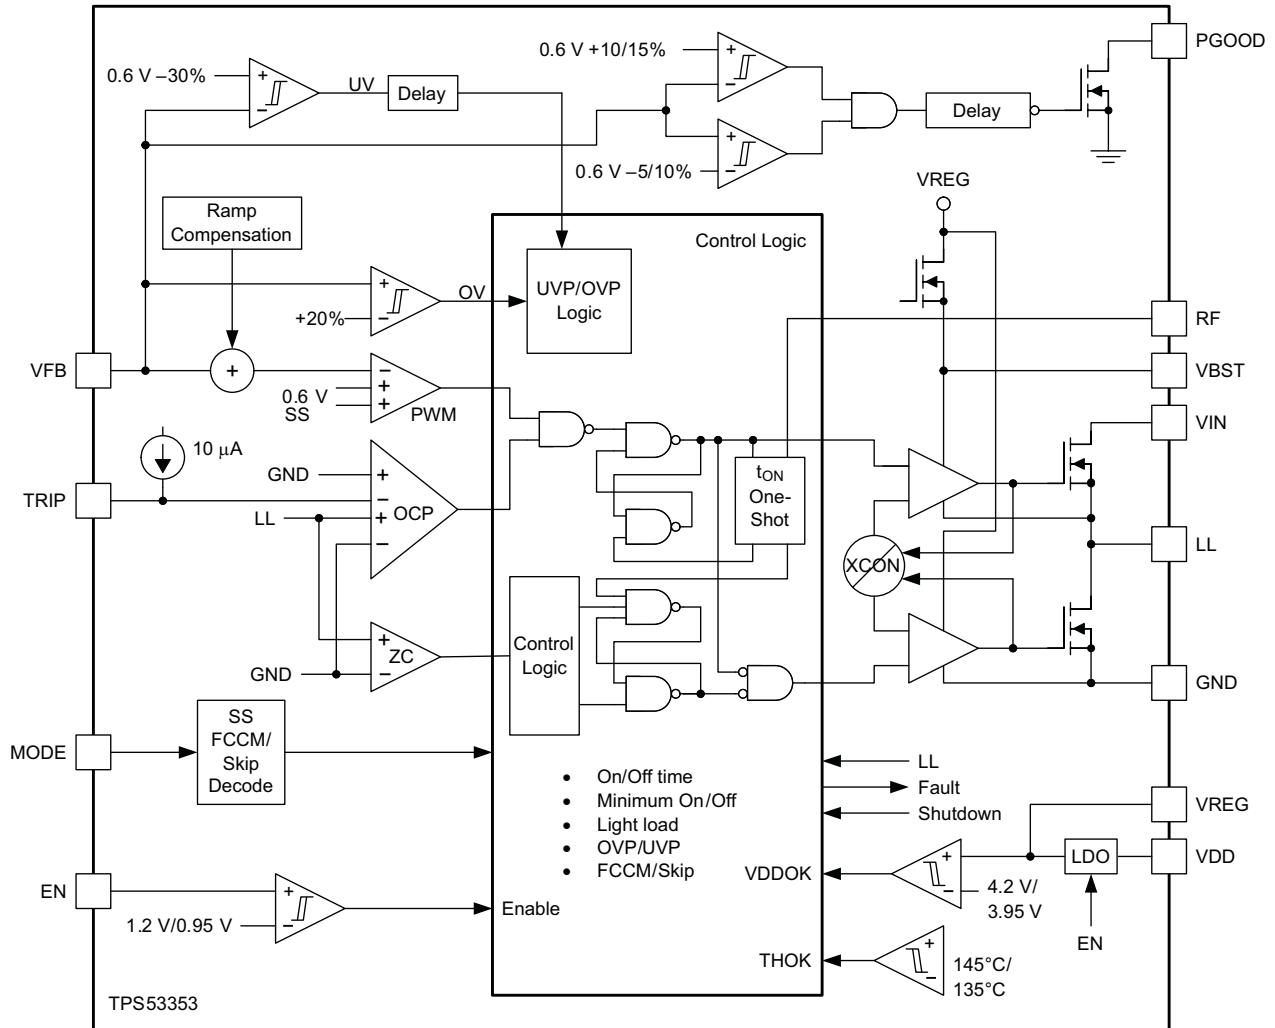 PGOOD
0.6 V +10/15%
+
−
0.6 V –30%
+
−
UV
Delay
Delay
+
−
0.6 V –5/10%
VREG
Ramp
Compensation
Control Logic
UVP/OVP
Logic
+
−
OV
+20%
RF
VFB
+
−
+
+
0.6 V
SS
PWM
VBST
VIN
10 μA
GND
+
−
+
−
OCP
TRIP
LL
tON
One-
Shot
XCON
LL
Control
Logic
+
−
ZC
GND
GND
SS
FCCM/
Skip
Decode
MODE
• On/Off time
• Minimum On/Off
• Light load
• OVP/UVP
• FCCM/Skip
LL
Fault
Shutdown
VREG
VDD
LDO
VDDOK
+
−
4.2 V/
3.95 V
EN
EN
+
−
1.2 V/0.95 V
Enable
THOK
+
−
145°C/
135°C
TPS53353